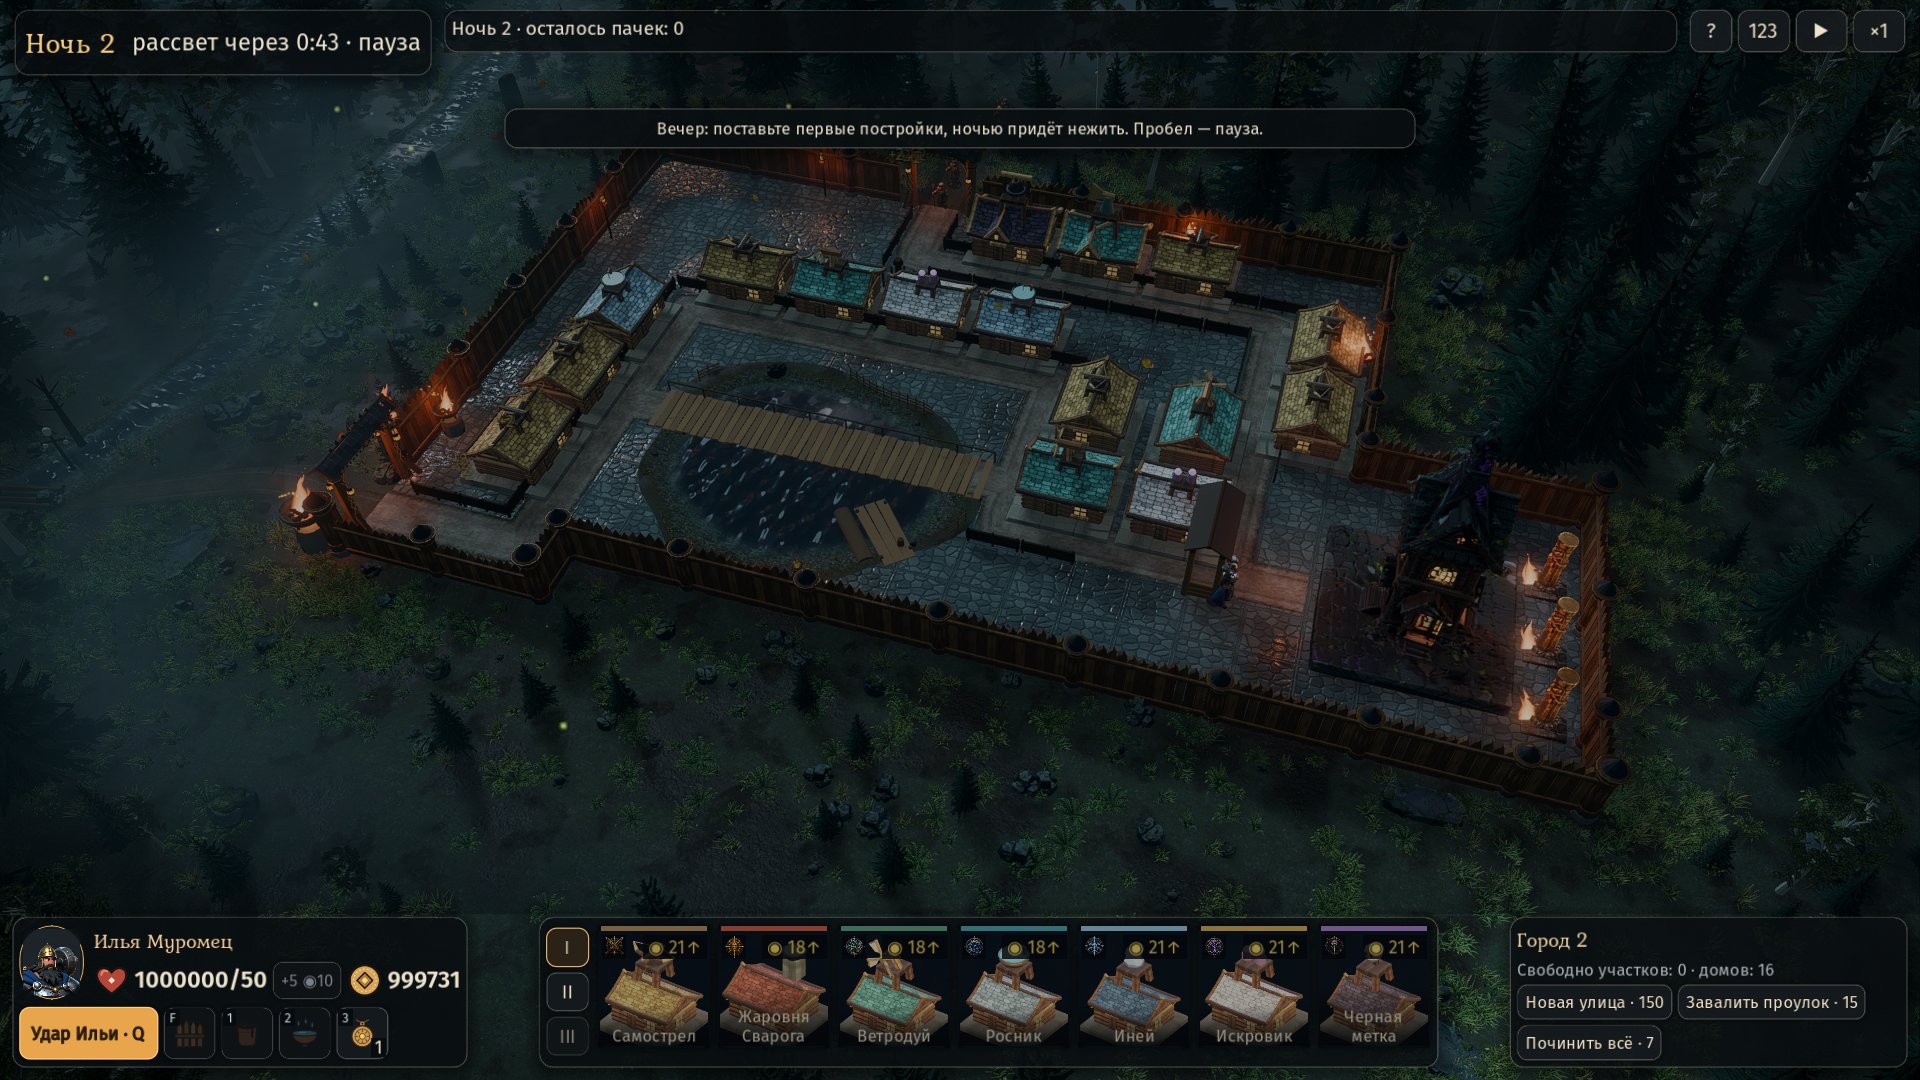 Ночь 2 рассвет через 0:43 · пауза
Ночь 2 · осталось пачек: 0
? 123 ▶ ×1
Вечер: поставьте первые постройки, ночью придёт нежить. Пробел — пауза.
Илья Муромец
1000000/50 +5 10 999731
Удар Ильи · Q F 1 2 3 1
I
II
III
21↑ Самострел
18↑ Жаровня Сварога
18↑ Ветродуй
18↑ Росник
21↑ Иней
21↑ Искровик
21↑ Черная метка
Город 2
Свободно участков: 0 · домов: 16
Новая улица · 150 Завалить проулок · 15
Починить всё · 7